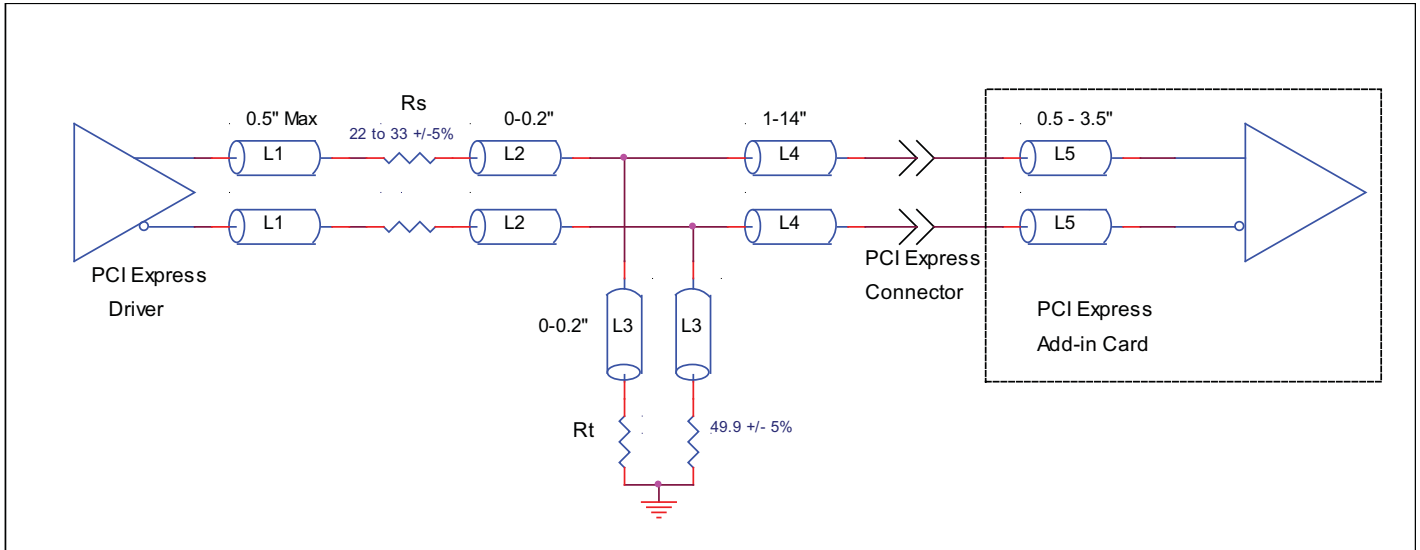 Rs
0.5" Max
22 to 33 +/-5%
0-0.2"
1-14"
0.5 - 3.5"
L1
L2
L4
L5
L1
L2
L4
L5
PCI Express
Driver
PCI Express
Connector
0-0.2"
L3
L3
PCI Express
Add-in Card
Rt
49.9 +/- 5%